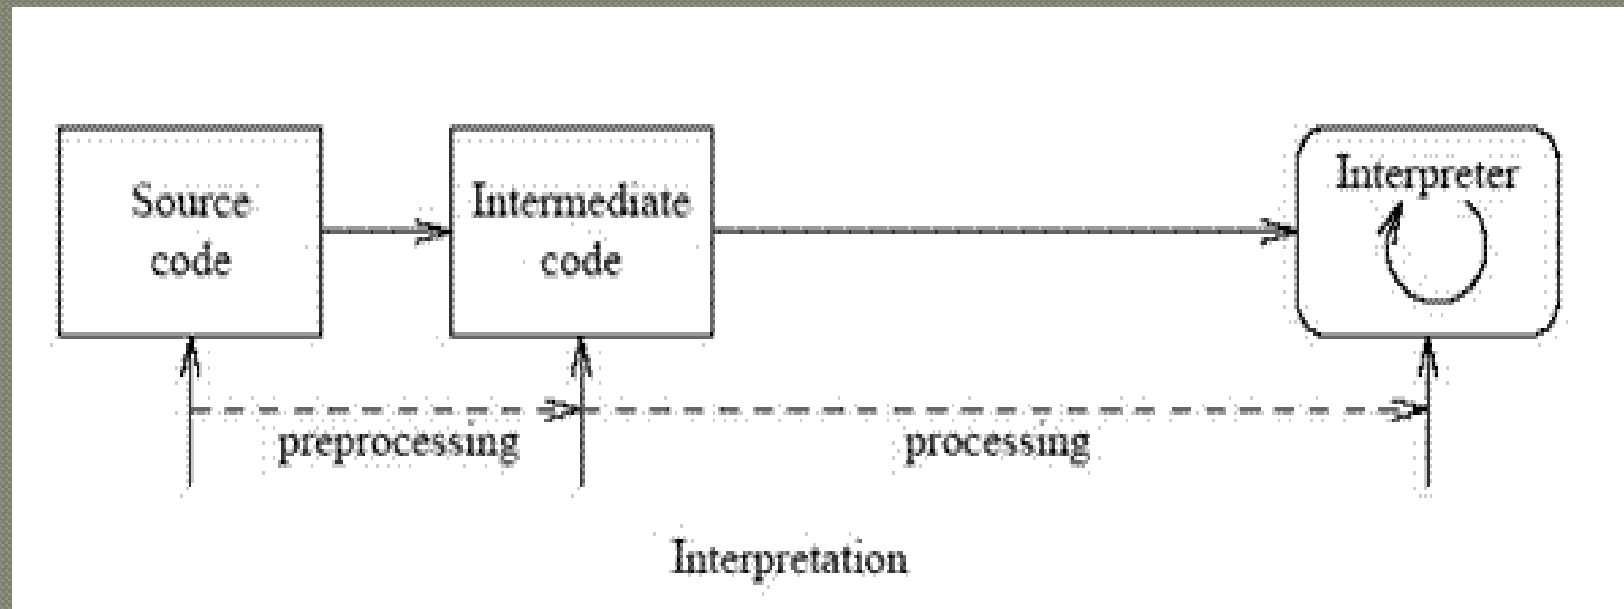 Source
code
Intermediate
code
Interpreter
preprocessing
processing
Interpretation